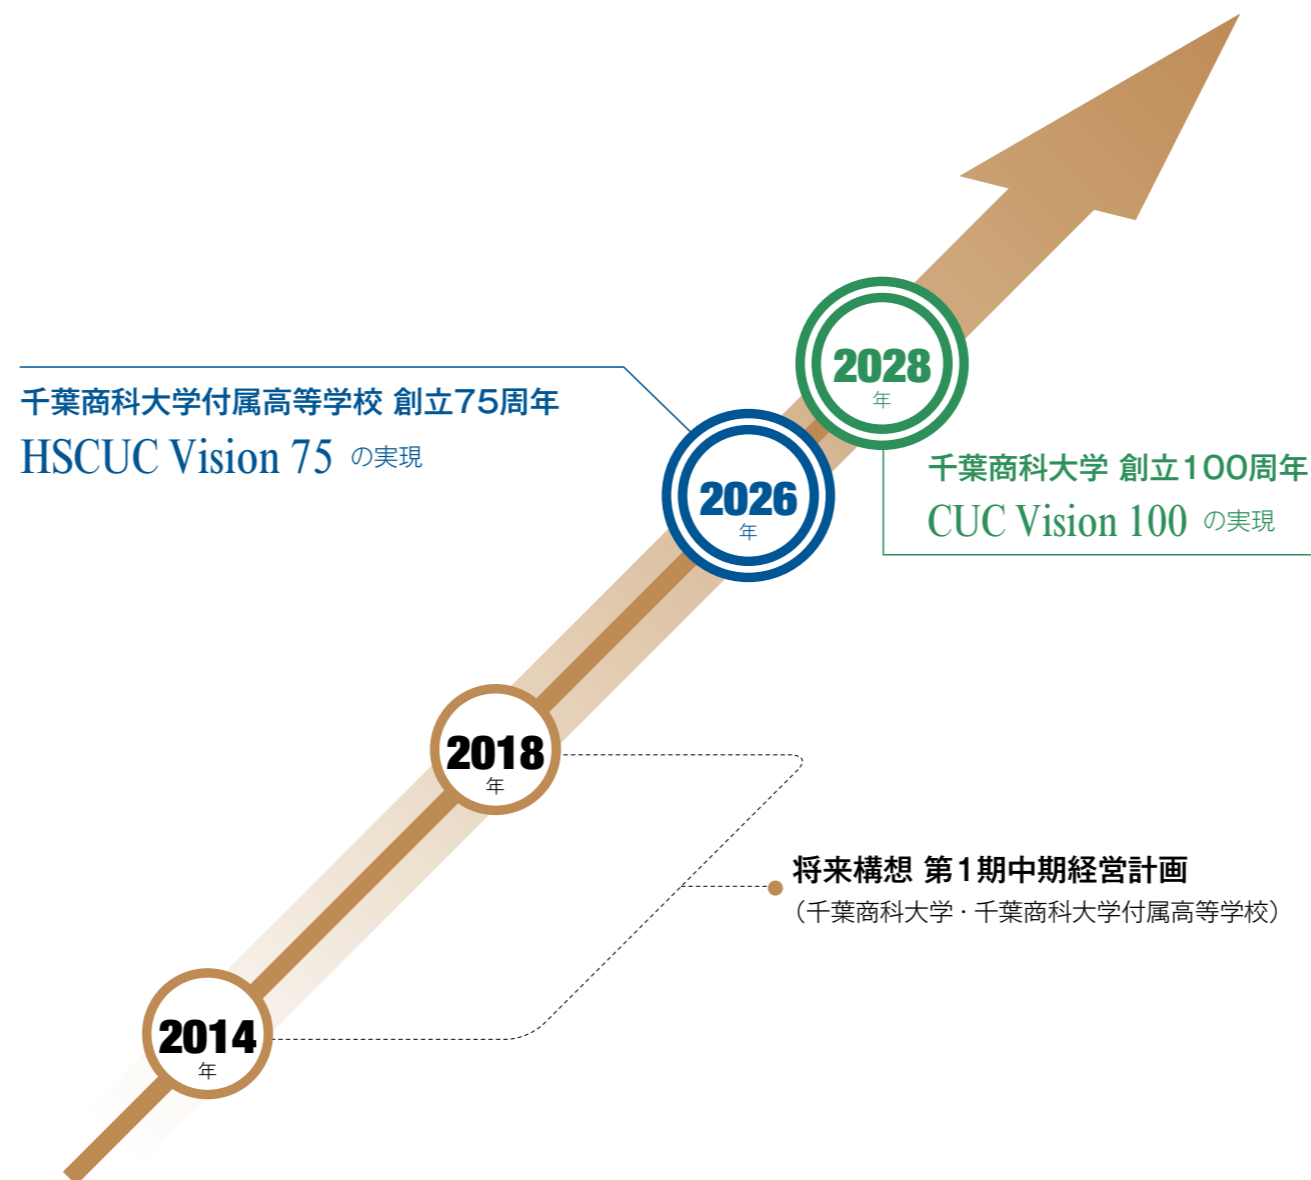 2028
年
千葉商科大学付属高等学校 創立75周年
HSCUC Vision 75 の実現
2026
年
千葉商科大学 創立100周年
CUC Vision 100 の実現
2018
年
将来構想 第1期中期経営計画
（千葉商科大学・千葉商科大学付属高等学校）
2014
年